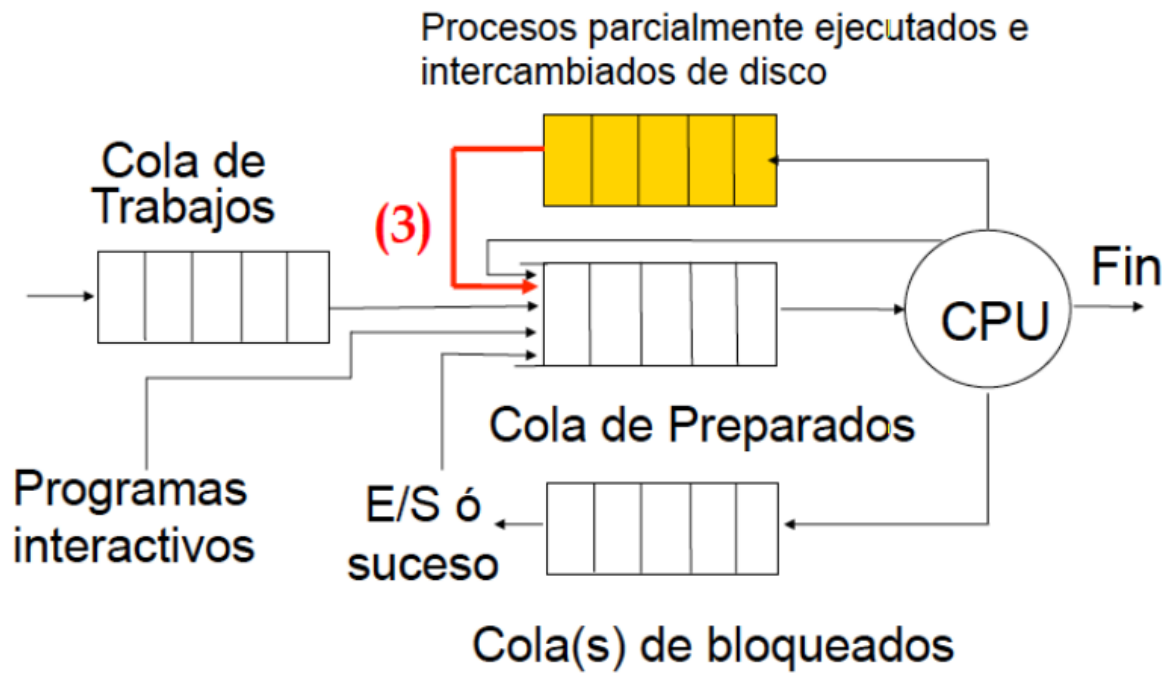 Procesos parcialmente ejecutados e
intercambiados de disco
Cola de
Trabajos
(3)
Fin
CPU
Cola de Preparados
Programas
interactivos
E/S ó
suceso
Cola(s) de bloqueados